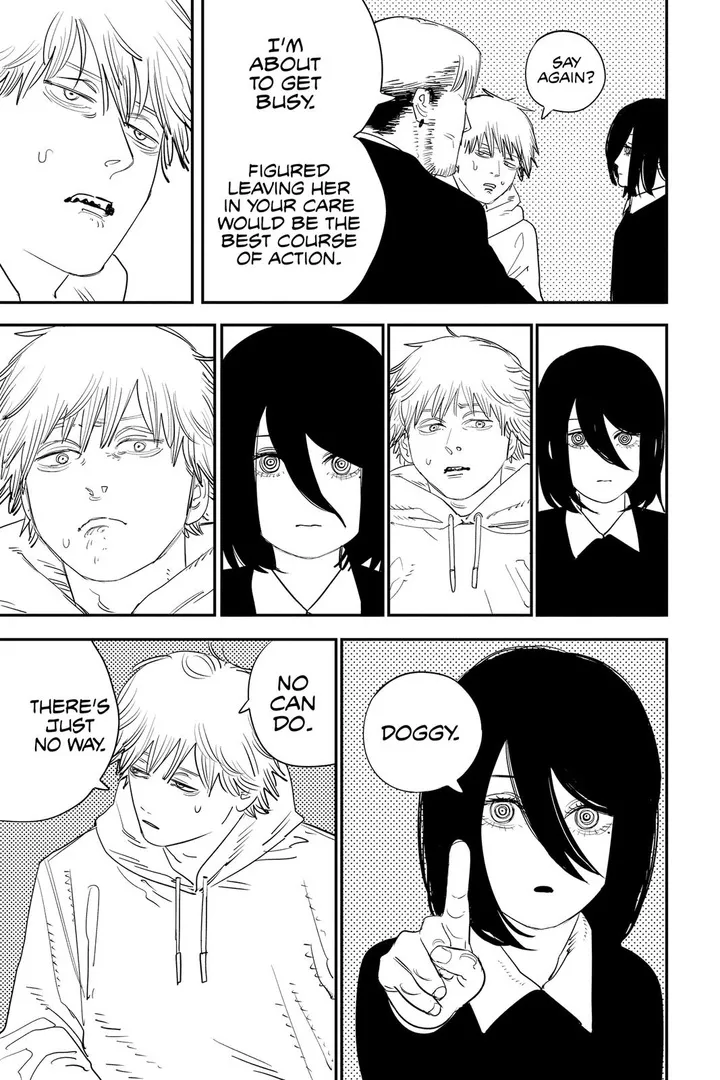 SAY
AGAIN?
I'M
ABOUT
TO GET
BUSY.
FIGURED
LEAVING HER
IN YOUR CARE
WOULD BE THE
BEST COURSE
OF ACTION.
DOGGY.
NO
CAN
DO.
THERE'S
JUST
NO WAY.